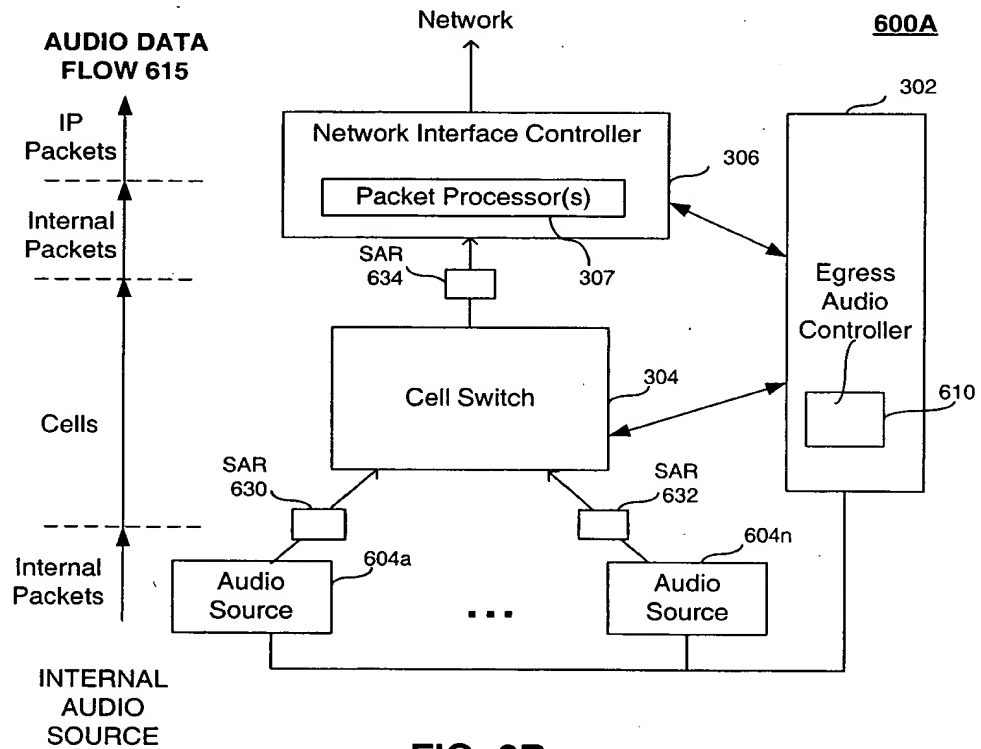 Network
600A
AUDIO DATA
FLOW 615
302
IP
Packets
Network Interface Controller
306
Packet Processor(s)
Internal
Packets
SAR
634
307
Egress
Audio
Controller
304
Cell Switch
610
Cells
SAR
630
SAR
632
604a
604n
Internal
Packets
Audio
Source
...
Audio
Source
INTERNAL
AUDIO
SOURCE